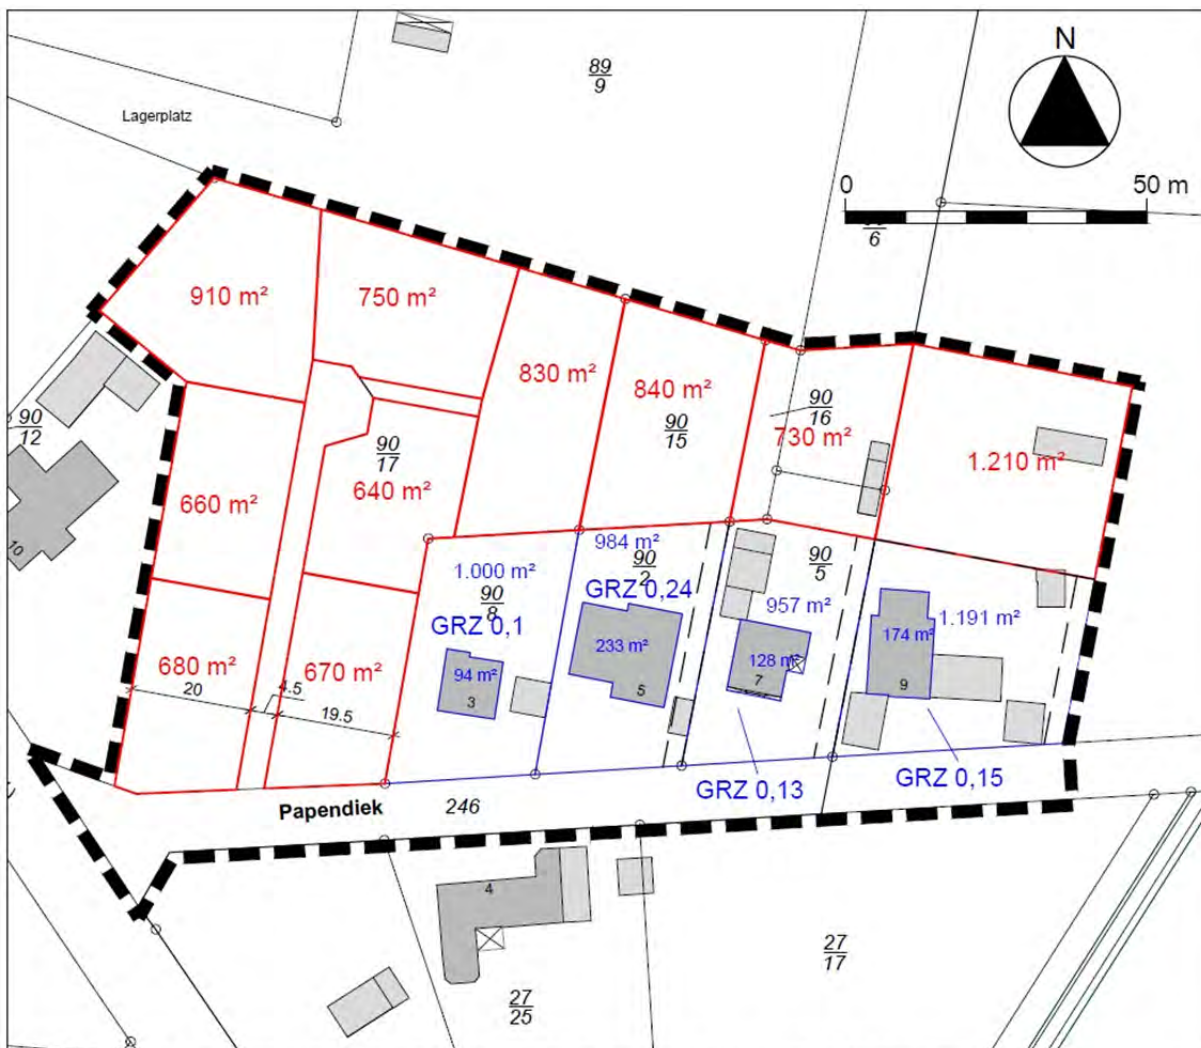 N
89
9
Lagerplatz
0
50 m
6
910 m²
750 m²
830 m²
840 m²
90
15
90
16
730 m²
1.210 m²
90
12
90
17
660 m²
640 m²
10
984 m²
90
2
90
5
1.000 m²
90
8
GRZ 0,24
957 m²
1.191 m²
GRZ 0,1
233 m²
174 m²
128 m²
680 m²
670 m²
94 m²
20
4.5
19.5
3
5
7
9
GRZ 0,13
GRZ 0,15
Papendiek
246
4
27
17
27
25